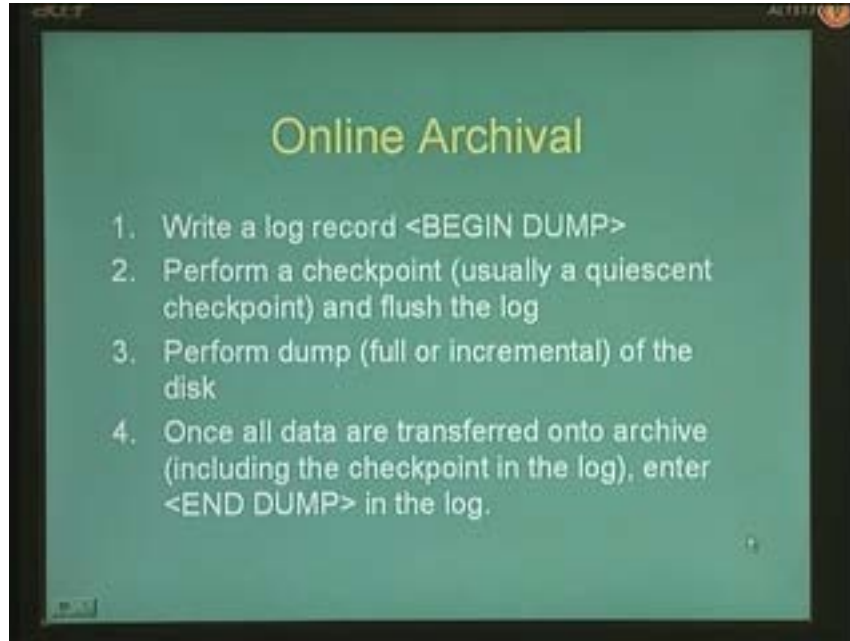 acer
Online Archival
1. Write a log record <BEGIN DUMP>
2. Perform a checkpoint (usually a quiescent
checkpoint) and flush the log
3. Perform dump (full or incremental) of the
disk
4. Once all data are transferred onto archive
(including the checkpoint in the log), enter
<END DUMP> in the log.